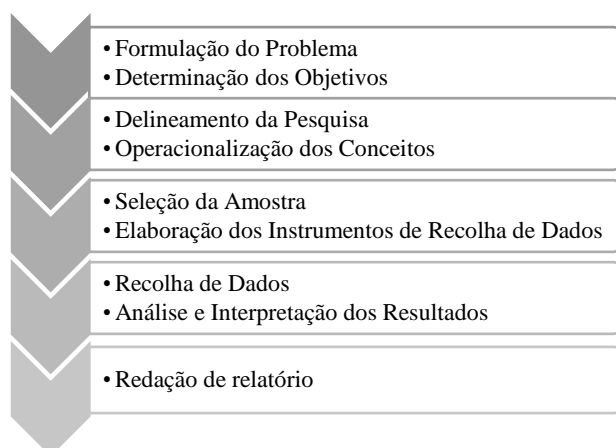 • Formulação do Problema
• Determinação dos Objetivos
• Delineamento da Pesquisa
• Operacionalização dos Conceitos
• Seleção da Amostra
• Elaboração dos Instrumentos de Recolha de Dados
• Recolha de Dados
• Análise e Interpretação dos Resultados
• Redação de relatório